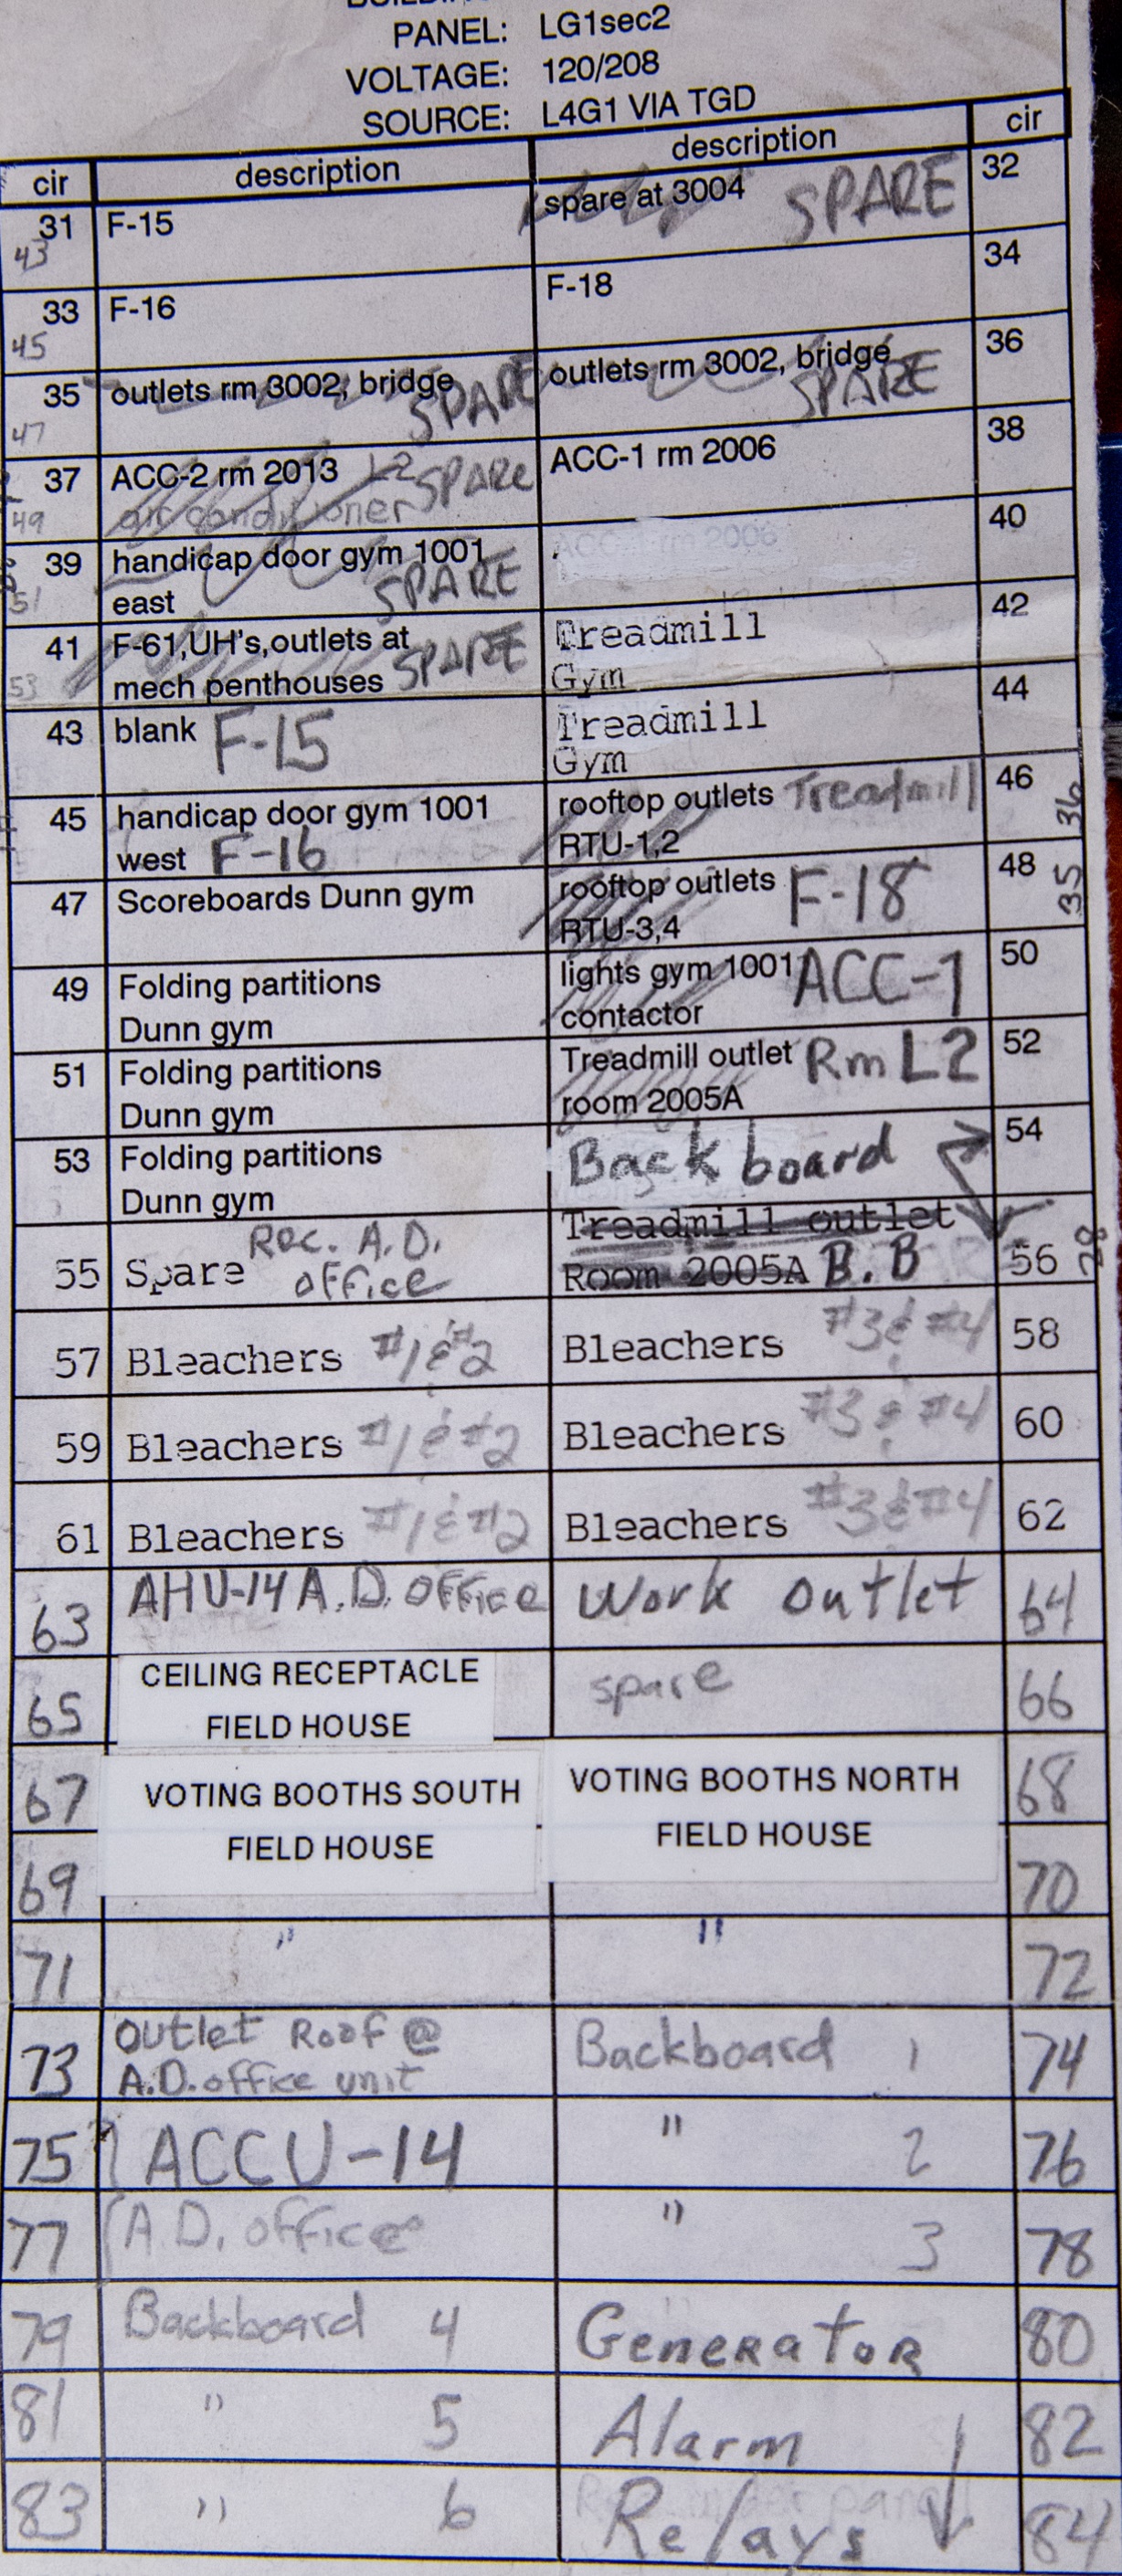 PANEL: LG1sec2
VOLTAGE: 120/208
SOURCE: L4G1 VIA TGD
cir description description cir
31 F-15 spare at 3004 SPARE 32
43
33 F-16 F-18 34
45
35 outlets rm 3002, bridge SPARE outlets rm 3002, bridge SPARE 36
47
37 ACC-2 rm 2013 L2 SPARE ACC-1 rm 2006 38
49 air conditioner
39 handicap door gym 1001 40
51 east SPARE
41 F-61,UH's,outlets at Treadmill 42
53 mech penthouses SPARE Gym
43 blank F-15 Treadmill 44
Gym
45 handicap door gym 1001 rooftop outlets Treadmill 46
west F-16 RTU-1,2 36
47 Scoreboards Dunn gym rooftop outlets F-18 48
RTU-3,4 35
49 Folding partitions lights gym 1001 ACC-1 50
Dunn gym contactor
51 Folding partitions Treadmill outlet Rm L2 52
Dunn gym room 2005A
53 Folding partitions Back board 54
Dunn gym
Rec. A.D. Treadmill outlet
55 Spare office Room 2005A B.B 56
57 Bleachers #1 & #2 Bleachers #3 & #4 58
59 Bleachers #1 & #2 Bleachers #3 & #4 60
61 Bleachers #1 & #2 Bleachers #3 & #4 62
63 AHU-14 A.D. office Work outlet 64
65 CEILING RECEPTACLE spare 66
FIELD HOUSE
67 VOTING BOOTHS SOUTH VOTING BOOTHS NORTH 68
FIELD HOUSE FIELD HOUSE
69 70
71 " " 72
73 Outlet Roof @ Backboard 1 74
A.D. office unit
75 ACCU-14 " 2 76
77 A.D. office " 3 78
79 Backboard 4 Generator 80
81 " 5 Alarm 82
83 " 6 Relays 84